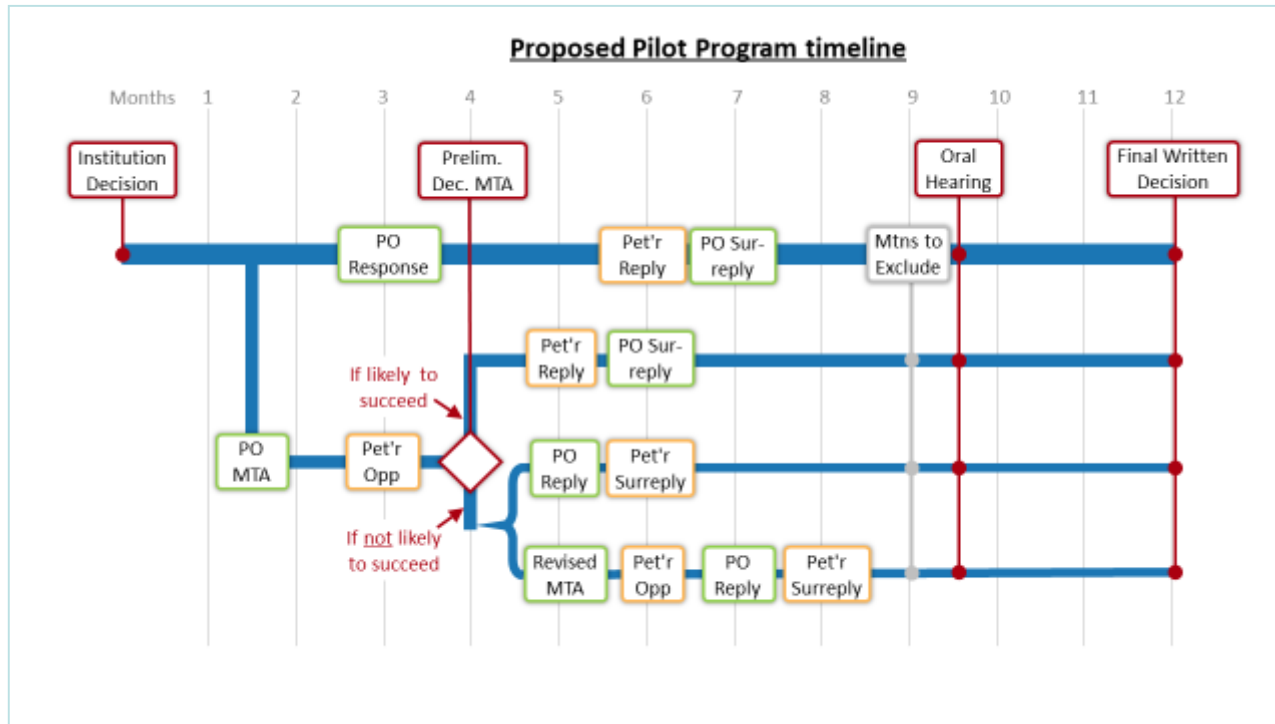 Proposed Pilot Program timeline
Months 1 2 3 4 5 6 7 8 9 10 11 12
Institution
Decision
Prelim.
Dec. MTA
Oral
Hearing
Final Written
Decision
PO
Response
Pet'r
Reply
PO Sur-
reply
Mtns to
Exclude
If likely to
succeed
Pet'r
Reply
PO Sur-
reply
PO
MTA
Pet'r
Opp
PO
Reply
Pet'r
Surreply
If not likely
to succeed
Revised
MTA
Pet'r
Opp
PO
Reply
Pet'r
Surreply